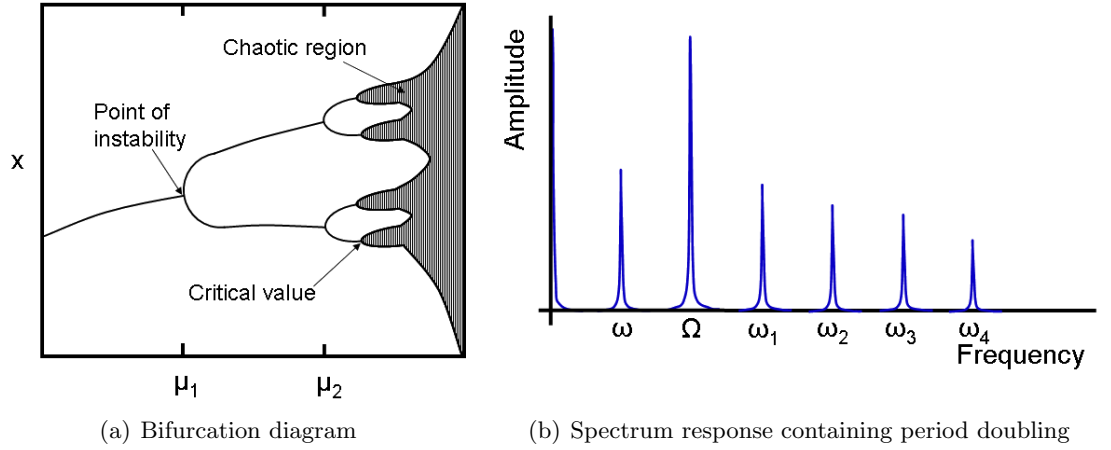 Chaotic region
Point of
instability
x
Critical value
μ1
μ2
(a) Bifurcation diagram
Amplitude
ω
Ω
ω1
ω2
ω3
ω4
Frequency
(b) Spectrum response containing period doubling